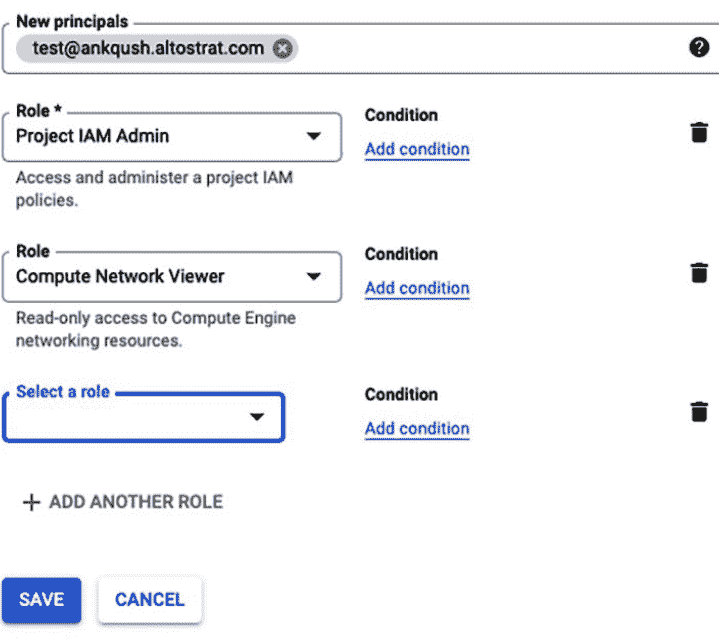 New principals
test@ankqush.altostrat.com
Role *
Project IAM Admin
Condition
Add condition
Access and administer a project IAM
policies.
Role
Compute Network Viewer
Condition
Add condition
Read-only access to Compute Engine
networking resources.
Select a role
Condition
Add condition
+ ADD ANOTHER ROLE
SAVE
CANCEL